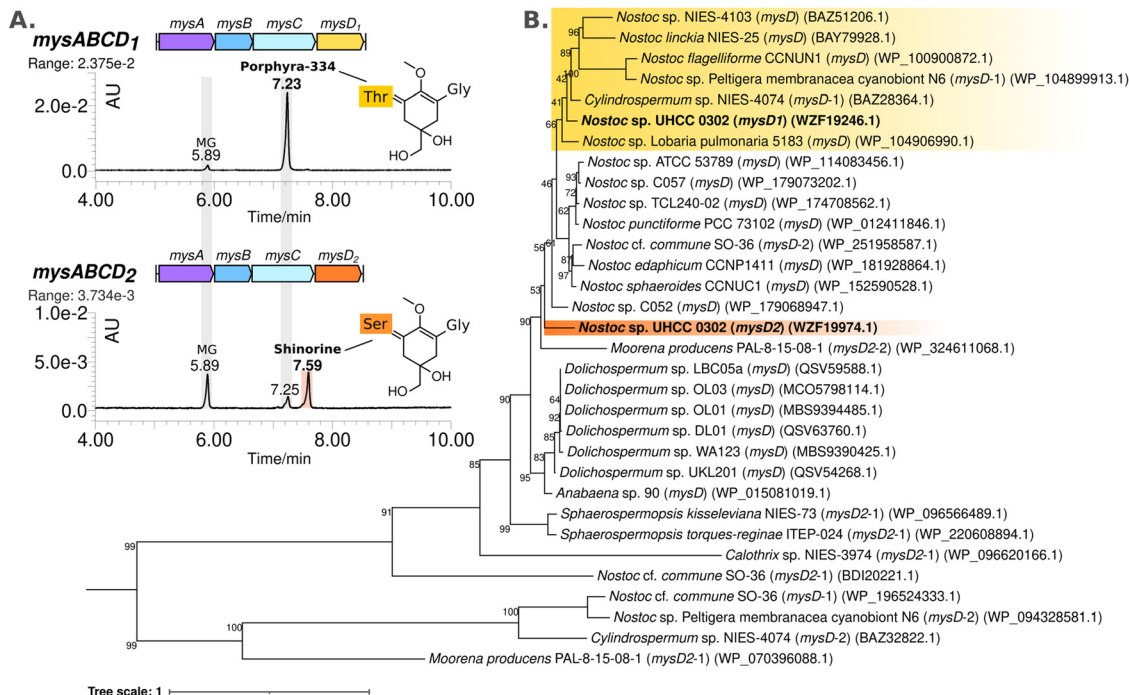 A.
mysA mysB mysC mysD1
mysABCD1
Range: 2.375e-2
AU
2.0e-2
0.0
MG
5.89
Porphyra-334
7.23
Thr
O
Gly
OH
HO
4.00 6.00 8.00 10.00
Time/min
mysA mysB mysC mysD2
mysABCD2
Range: 3.734e-3
AU
1.0e-2
5.0e-3
0.0
MG
5.89
7.25
Shinorine
7.59
Ser
O
Gly
OH
HO
4.00 6.00 8.00 10.00
Time/min
B.
Nostoc sp. NIES-4103 (mysD) (BAZ51206.1)
Nostoc linckia NIES-25 (mysD) (BAY79928.1)
Nostoc flagelliforme CCNUN1 (mysD) (WP_100900872.1)
Nostoc sp. Peltigera membranacea cyanobiont N6 (mysD-1) (WP_104899913.1)
Cylindrospermum sp. NIES-4074 (mysD-1) (BAZ28364.1)
Nostoc sp. UHCC 0302 (mysD1) (WZF19246.1)
Nostoc sp. Lobaria pulmonaria 5183 (mysD) (WP_104906990.1)
Nostoc sp. ATCC 53789 (mysD) (WP_114083456.1)
Nostoc sp. C057 (mysD) (WP_179073202.1)
Nostoc sp. TCL240-02 (mysD) (WP_174708562.1)
Nostoc punctiforme PCC 73102 (mysD) (WP_012411846.1)
Nostoc cf. commune SO-36 (mysD-2) (WP_251958587.1)
Nostoc edaphicum CCNP1411 (mysD) (WP_181928864.1)
Nostoc sphaeroides CCNUC1 (mysD) (WP_152590528.1)
Nostoc sp. C052 (mysD) (WP_179068947.1)
Nostoc sp. UHCC 0302 (mysD2) (WZF19974.1)
Moorena producens PAL-8-15-08-1 (mysD2-2) (WP_324611068.1)
Dolichospermum sp. LBC05a (mysD) (QSV59588.1)
Dolichospermum sp. OL03 (mysD) (MCO5798114.1)
Dolichospermum sp. OL01 (mysD) (MBS9394485.1)
Dolichospermum sp. DL01 (mysD) (QSV63760.1)
Dolichospermum sp. WA123 (mysD) (MBS9390425.1)
Dolichospermum sp. UKL201 (mysD) (QSV54268.1)
Anabaena sp. 90 (mysD) (WP_015081019.1)
Sphaerospermopsis kisseleviana NIES-73 (mysD2-1) (WP_096566489.1)
Sphaerospermopsis torques-reginae ITEP-024 (mysD2-1) (WP_220608894.1)
Calothrix sp. NIES-3974 (mysD2-1) (WP_096620166.1)
Nostoc cf. commune SO-36 (mysD2-1) (BDI20221.1)
Nostoc cf. commune SO-36 (mysD-1) (WP_196524333.1)
Nostoc sp. Peltigera membranacea cyanobiont N6 (mysD-2) (WP_094328581.1)
Cylindrospermum sp. NIES-4074 (mysD-2) (BAZ32822.1)
Moorena producens PAL-8-15-08-1 (mysD2-1) (WP_070396088.1)
96
89
100
42
41
66
93
72
62
46
61
56
87
97
53
90
64
92
85
83
95
90
99
85
91
99
100
100
99
Tree scale: 1